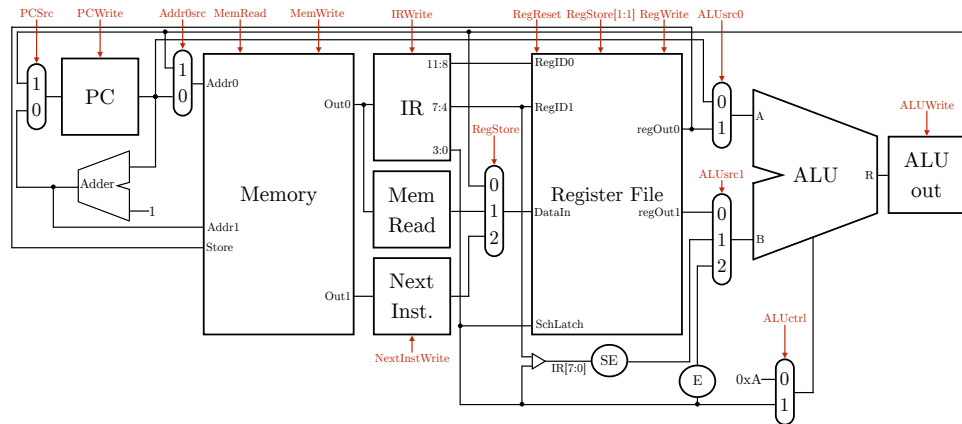 PCSrc PCWrite Addr0src MemRead MemWrite IRWrite RegReset RegStore[1:1] RegWrite ALUsrc0
1
0
PC
1
0
Addr0
Out0
11:8
7:4
3:0
IR
RegID0
RegID1
regOut0
0
1
A
ALUWrite
Adder
1
Memory
Addr1
Store
Out1
Mem
Read
RegStore
0
1
2
DataIn
Register File
regOut1
SchLatch
ALUsrc1
0
1
2
B
ALU
R
ALU
out
Next
Inst.
NextInstWrite
IR[7:0]
SE
E
ALUctrl
0xA
0
1